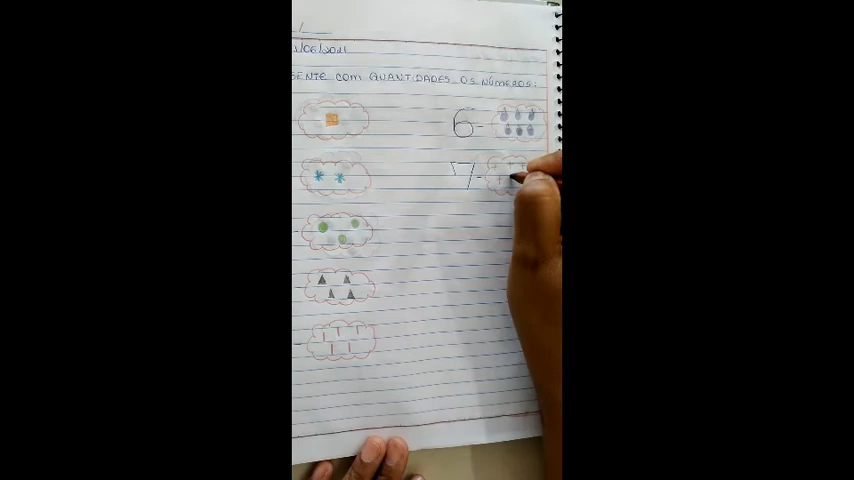 /06/2021
SENTE COM QUANTIDADES OS NÚMEROS:
6-
7-